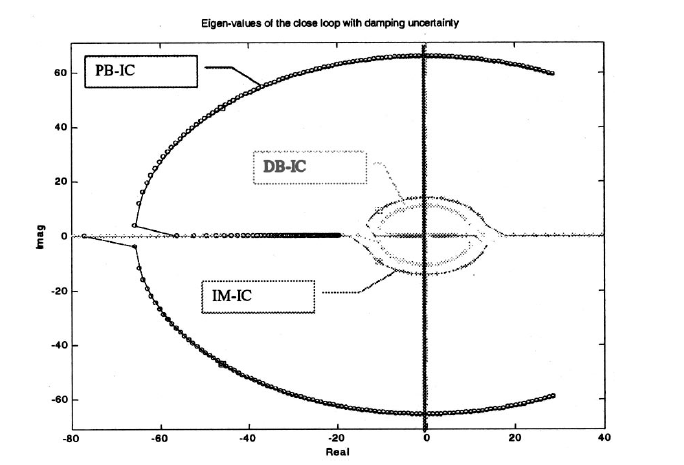 Eigen-values of the close loop with damping uncertainty
PB-IC
DB-IC
IM-IC
60
40
20
0
-20
-40
-60
Imag
-80
-60
-40
-20
0
20
40
Real